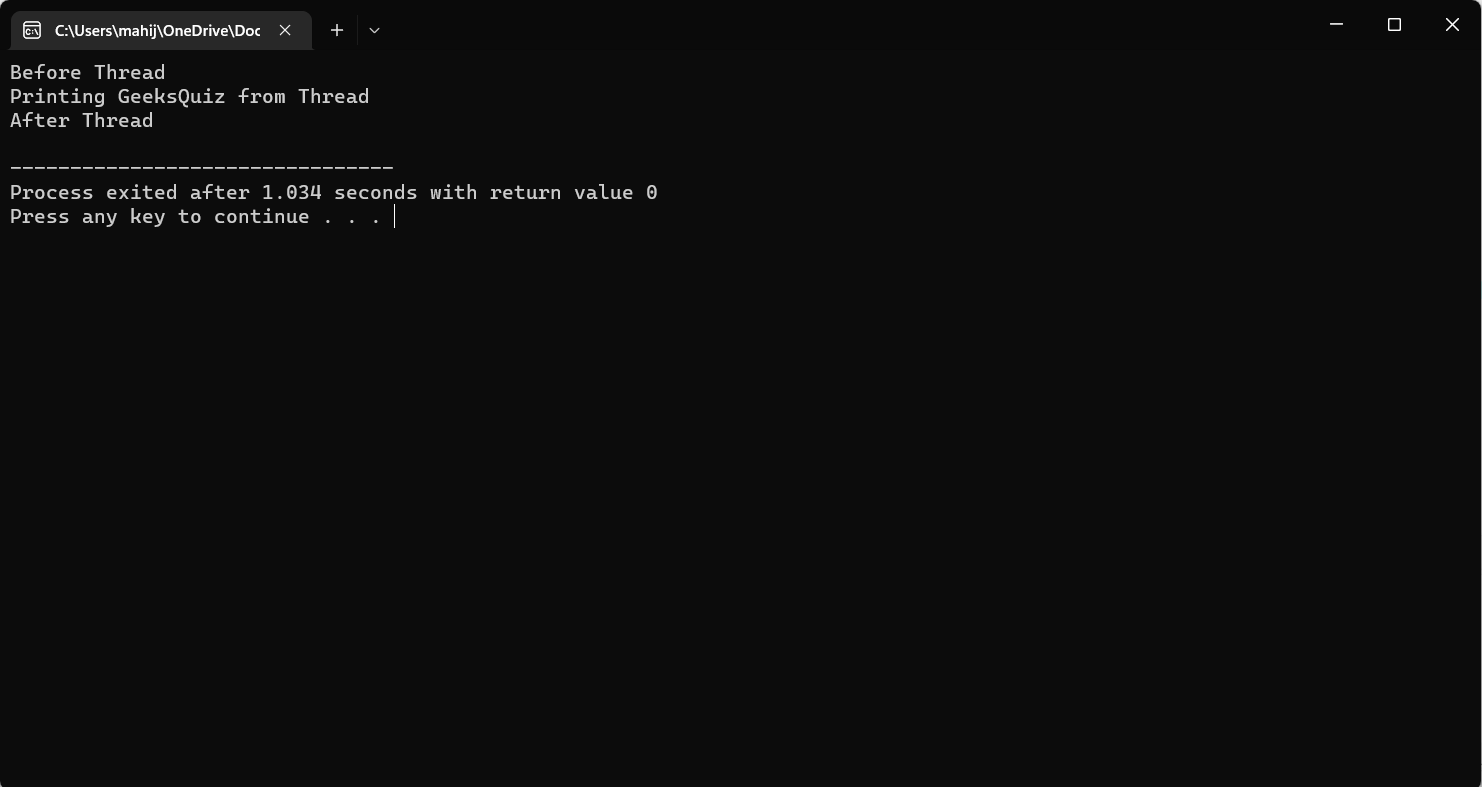 C:\Users\mahij\OneDrive\Doc
Before Thread
Printing GeeksQuiz from Thread
After Thread
--------------------------------
Process exited after 1.034 seconds with return value 0
Press any key to continue . . .